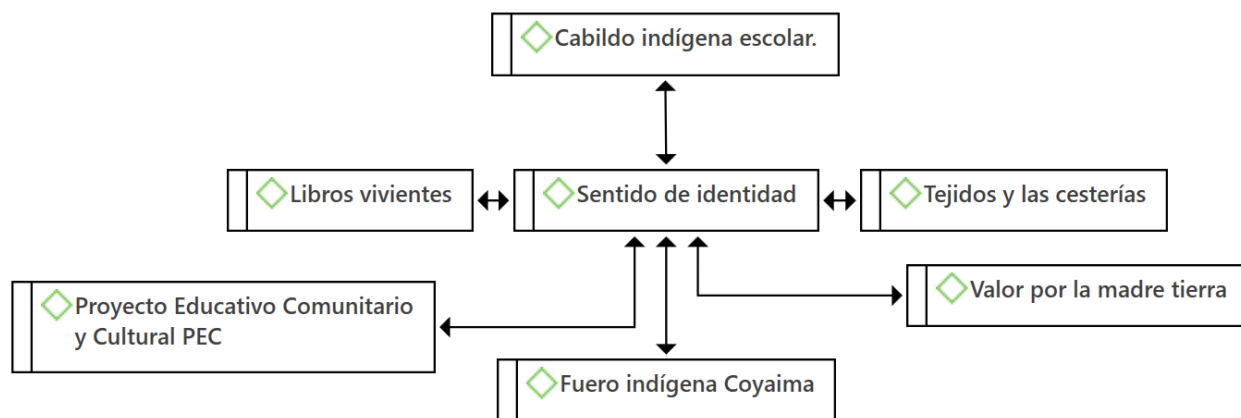 Cabildo indígena escolar.
Libros vivientes
Sentido de identidad
Tejidos y las cesterías
Proyecto Educativo Comunitario
y Cultural PEC
Valor por la madre tierra
Fuero indígena Coyaima